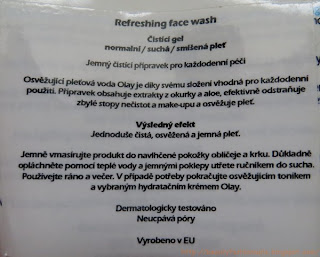 Refreshing face wash
Čistící gel
normální / suchá / smíšená pleť
Jemný čistící přípravek pro každodenní péči
Osvěžující pleťová voda Olay je díky svému složení vhodná pro každodenní
použití. Přípravek obsahuje extrakty z okurky a aloe, efektivně odstraňuje
zbylé stopy nečistot a make-upu a osvěžuje pleť.
Výsledný efekt
Jednoduše čistá, osvěžená a jemná pleť.
Jemně vmasírujte produkt do navlhčené pokožky obličeje a krku. Důkladně
opláchněte pomocí teplé vody a jemnými poklepy utřete ručníkem do sucha.
Používejte ráno a večer. V případě potřeby pokračujte osvěžujícím tonikem
a vybraným hydratačním krémem Olay.
Dermatologicky testováno
Neucpává póry
Vyrobeno v EU